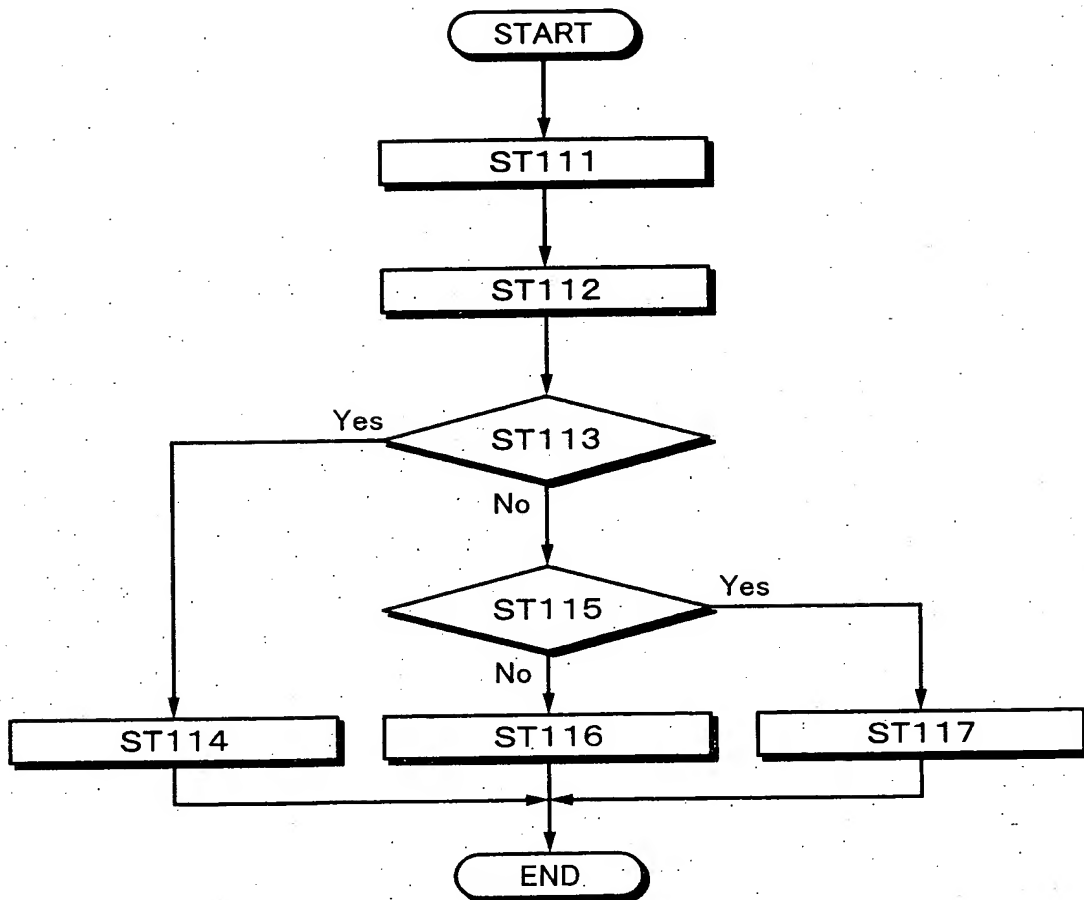 START
ST111
ST112
Yes
ST113
No
Yes
ST115
No
ST114
ST116
ST117
END